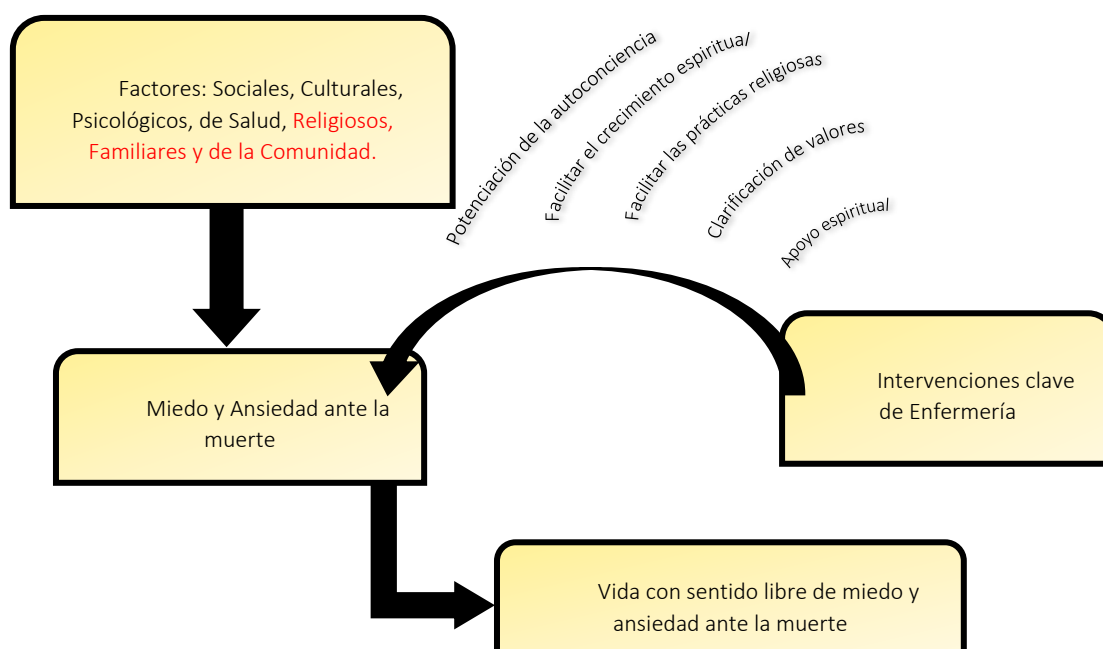 Factores: Sociales, Culturales,
Psicológicos, de Salud, Religiosos,
Familiares y de la Comunidad.
Potenciación de la autoconciencia
Facilitar el crecimiento espiritual
Facilitar las prácticas religiosas
Clarificación de valores
Apoyo espiritual
Miedo y Ansiedad ante la
muerte
Intervenciones clave
de Enfermería
Vida con sentido libre de miedo y
ansiedad ante la muerte